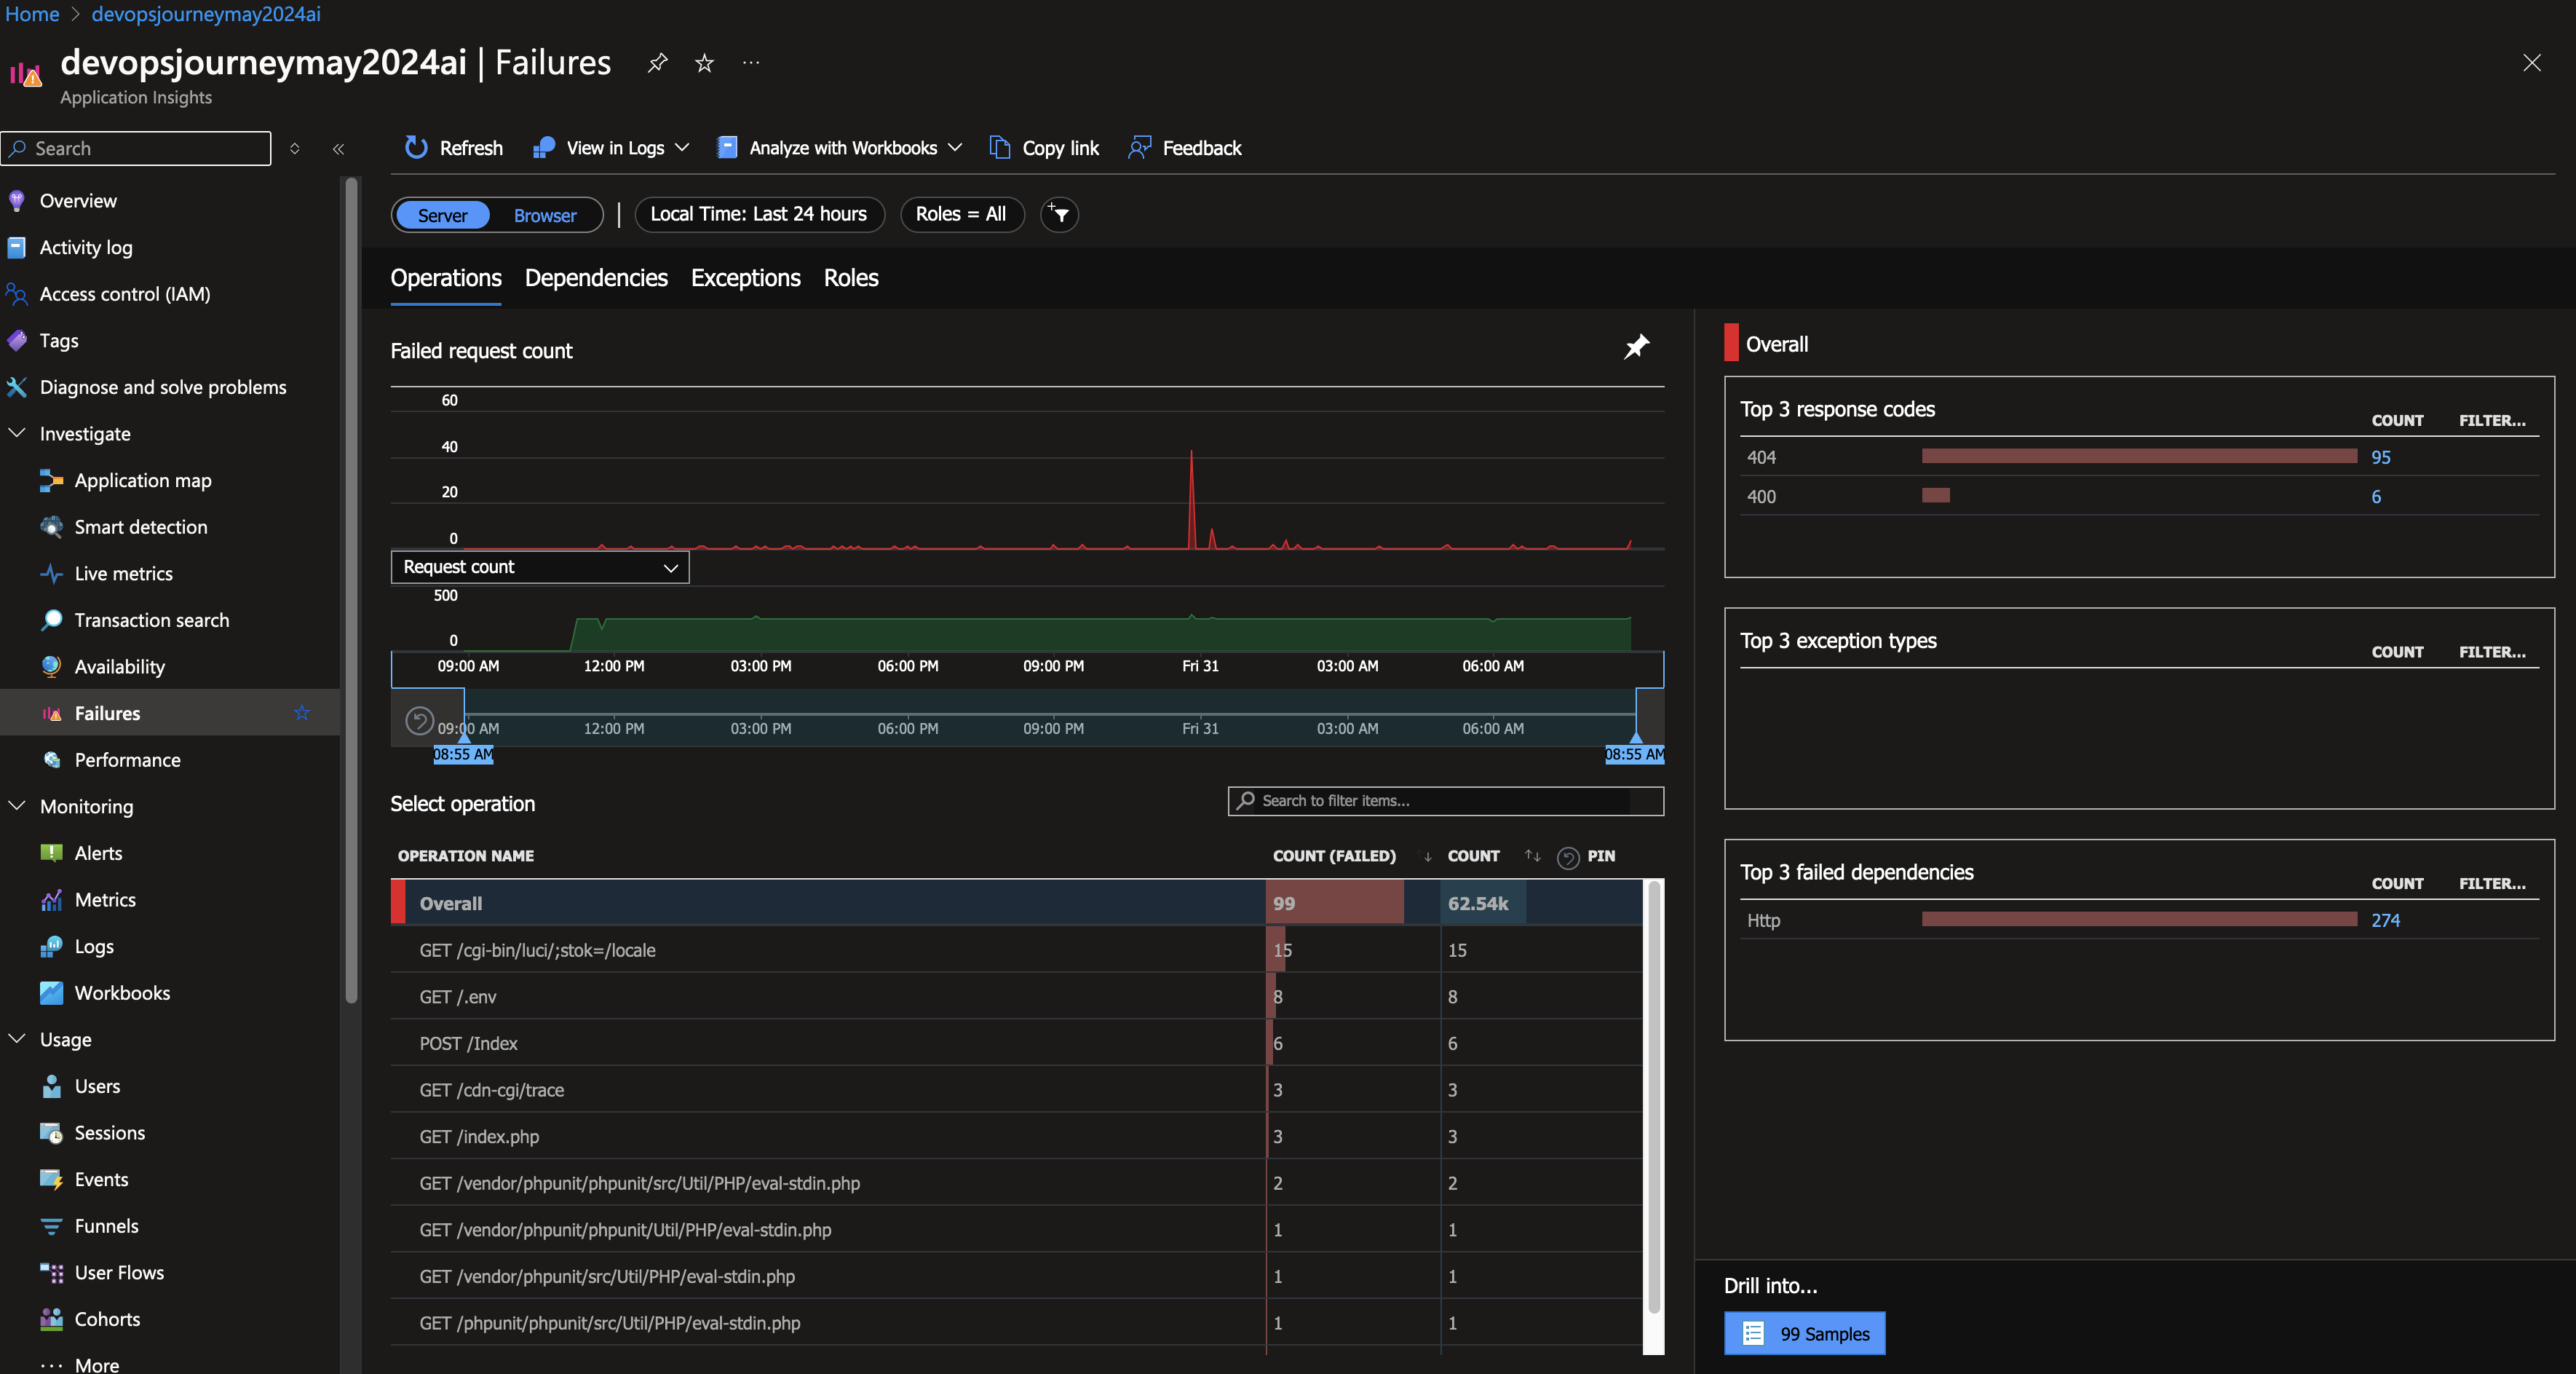 Home > devopsjourneymay2024ai
devopsjourneymay2024ai | Failures ...
Application Insights
Search
Overview
Activity log
Access control (IAM)
Tags
Diagnose and solve problems
Investigate
Application map
Smart detection
Live metrics
Transaction search
Availability
Failures
Performance
Monitoring
Alerts
Metrics
Logs
Workbooks
Usage
Users
Sessions
Events
Funnels
User Flows
Cohorts
... More
Refresh View in Logs Analyze with Workbooks Copy link Feedback
Server Browser | Local Time: Last 24 hours Roles = All
Operations Dependencies Exceptions Roles
Failed request count
60
40
20
0
Request count
500
0
09:00 AM 12:00 PM 03:00 PM 06:00 PM 09:00 PM Fri 31 03:00 AM 06:00 AM
09:00 AM 12:00 PM 03:00 PM 06:00 PM 09:00 PM Fri 31 03:00 AM 06:00 AM
08:55 AM 08:55 AM
Select operation Search to filter items...
OPERATION NAME COUNT (FAILED) COUNT PIN
Overall 99 62.54k
GET /cgi-bin/luci/;stok=/locale 15 15
GET /.env 8 8
POST /Index 6 6
GET /cdn-cgi/trace 3 3
GET /index.php 3 3
GET /vendor/phpunit/phpunit/src/Util/PHP/eval-stdin.php 2 2
GET /vendor/phpunit/phpunit/Util/PHP/eval-stdin.php 1 1
GET /vendor/phpunit/src/Util/PHP/eval-stdin.php 1 1
GET /phpunit/phpunit/src/Util/PHP/eval-stdin.php 1 1
Overall
Top 3 response codes COUNT FILTER...
404 95
400 6
Top 3 exception types COUNT FILTER...
Top 3 failed dependencies COUNT FILTER...
Http 274
Drill into...
99 Samples